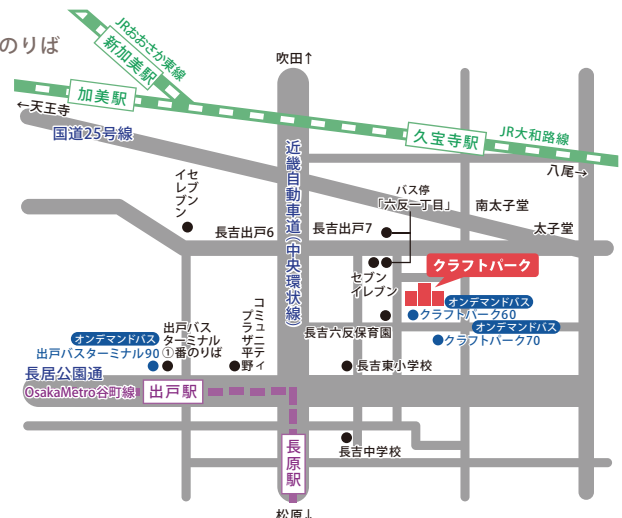 のりば
JRおおさか東線
新加美駅
吹田↑
加美駅
←天王寺
国道25号線
久宝寺駅
JR大和路線
八尾→
近畿自動車道(中央環状線)
セブン
イレブン
バス停
「六反一丁目」
南太子堂
太子堂
長吉出戸6
長吉出戸7
クラフトパーク
セブン
イレブン
オンデマンドバス
クラフトパーク60
オンデマンドバス
クラフトパーク70
長吉六反保育園
コミュニティ
プラザ平野
出戸バス
ターミナル
①番のりば
オンデマンドバス
出戸バスターミナル90
長吉東小学校
長居公園通
OsakaMetro谷町線
出戸駅
長原駅
長吉中学校
松原↓